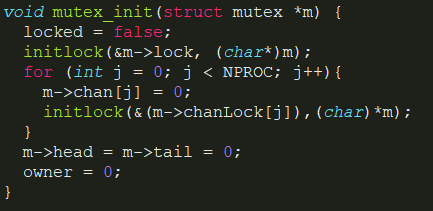 void mutex_init(struct mutex *m) {
locked = false;
initlock(&m->lock, (char*)m);
for (int j = 0; j < NPROC; j++){
m->chan[j] = 0;
initlock(&(m->chanLock[j]),(char)*m);
}
m->head = m->tail = 0;
owner = 0;
}